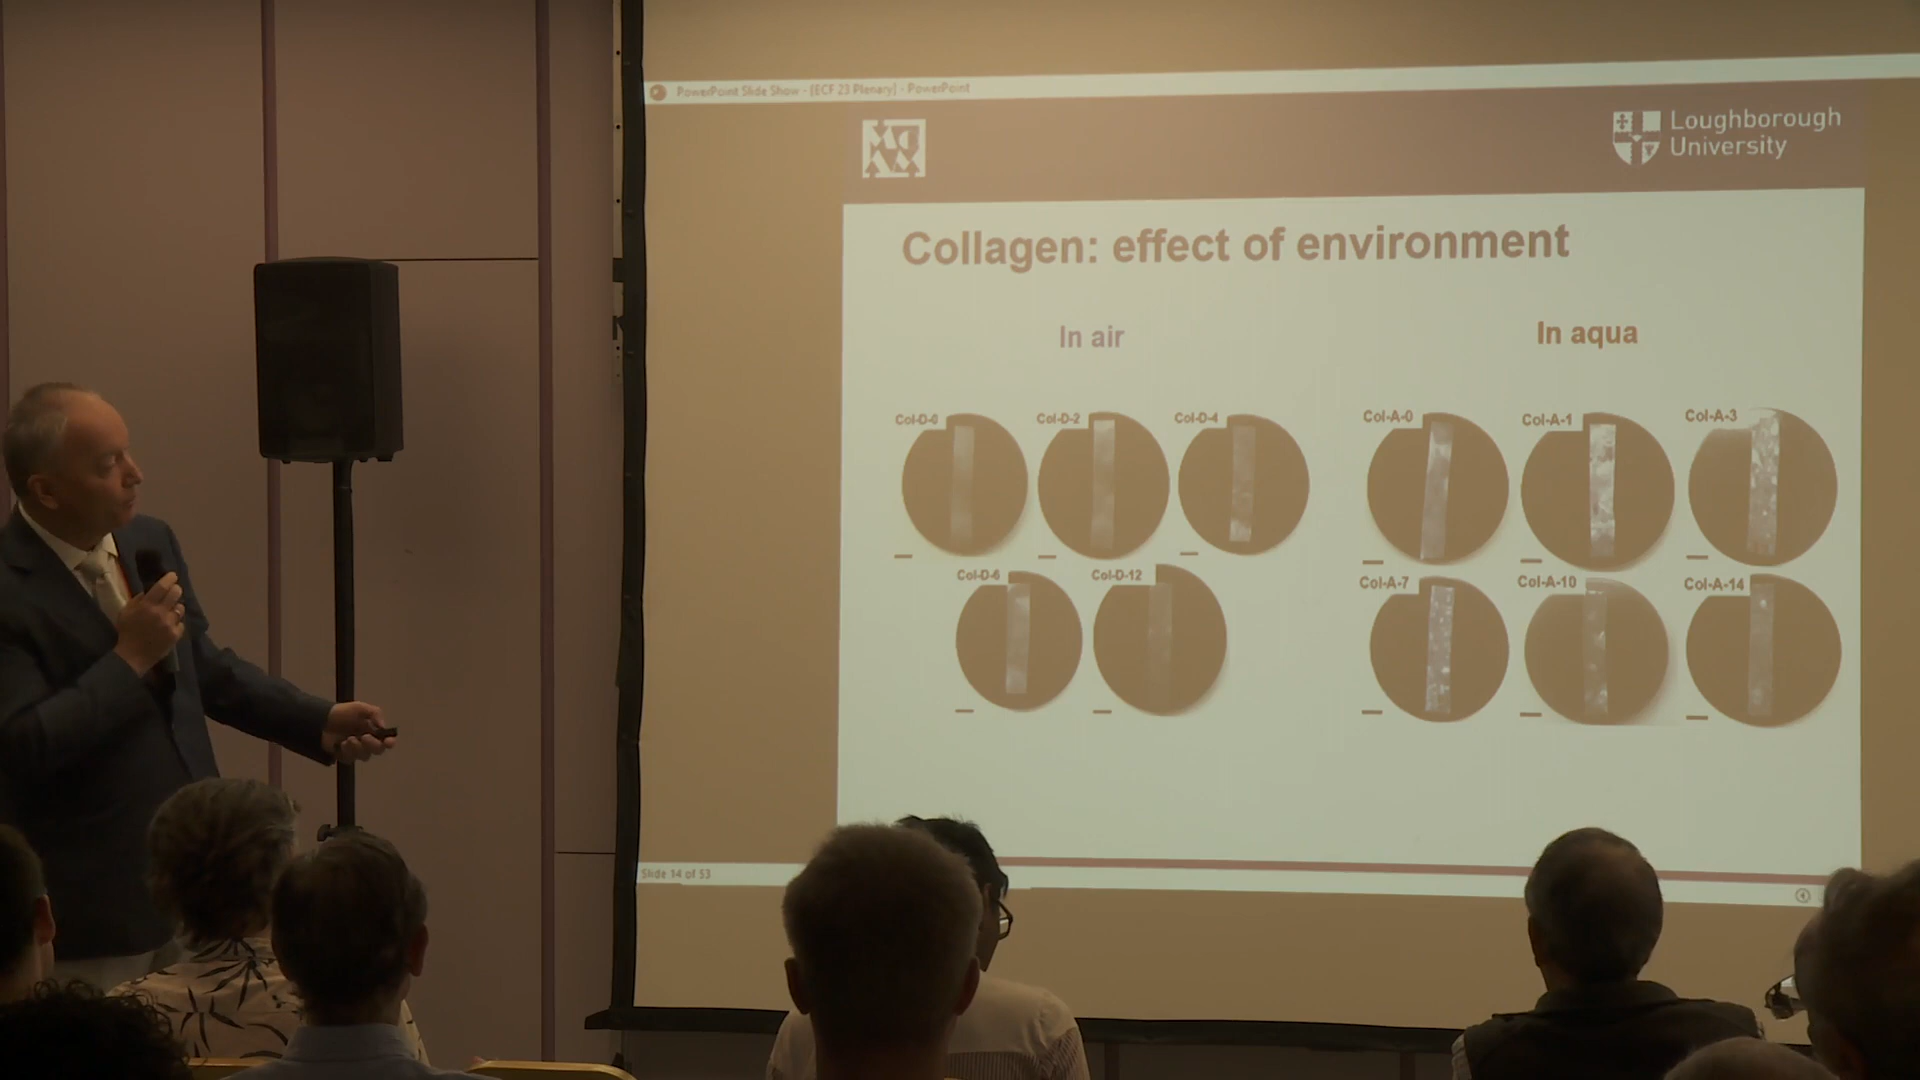 PowerPoint Slide Show - [ECF 23 Plenary] - PowerPoint
Loughborough
University
Collagen: effect of environment
In air
In aqua
Col-D-0
Col-D-2
Col-D-4
Col-A-0
Col-A-1
Col-A-3
Col-D-6
Col-D-12
Col-A-7
Col-A-10
Col-A-14
Slide 14 of 53